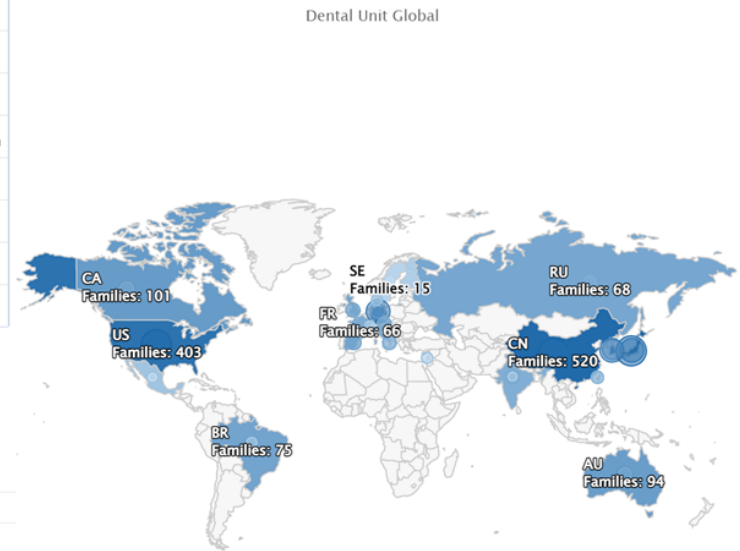 Dental Unit Global
CA
Families: 101
SE
Families: 15
RU
Families: 68
FR
Families: 66
US
Families: 403
CN
Families: 520
BR
Families: 75
AU
Families: 94